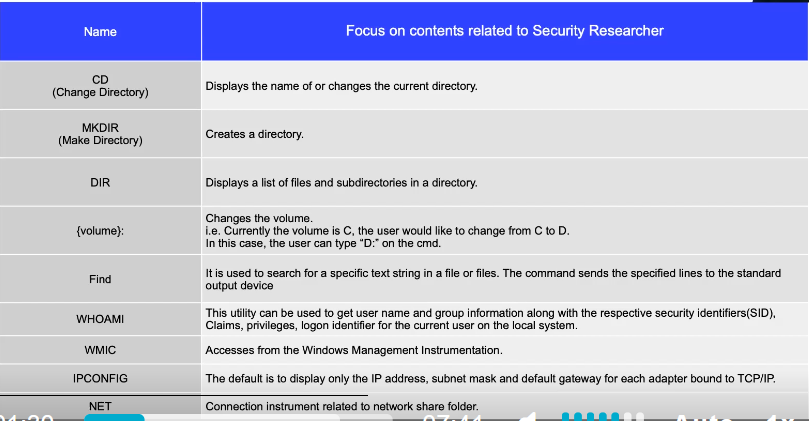 Name
Focus on contents related to Security Researcher
CD
(Change Directory)
Displays the name of or changes the current directory.
MKDIR
(Make Directory)
Creates a directory.
DIR
Displays a list of files and subdirectories in a directory.
{volume}:
Changes the volume.
i.e. Currently the volume is C, the user would like to change from C to D.
In this case, the user can type “D:” on the cmd.
Find
It is used to search for a specific text string in a file or files. The command sends the specified lines to the standard
output device
WHOAMI
This utility can be used to get user name and group information along with the respective security identifiers(SID),
Claims, privileges, logon identifier for the current user on the local system.
WMIC
Accesses from the Windows Management Instrumentation.
IPCONFIG
The default is to display only the IP address, subnet mask and default gateway for each adapter bound to TCP/IP.
NET
Connection instrument related to network share folder.
Auto
1x